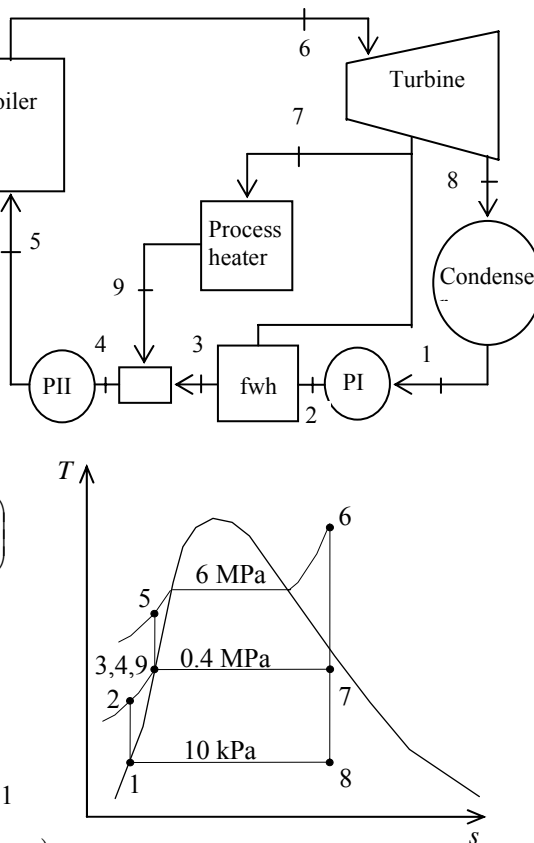 6
Turbine
oiler
7
8
5
Process
heater
Condense
9
4
3
1
PII
fwh
PI
2
T
6
6 MPa
5
3,4,9
0.4 MPa
2
7
10 kPa
1
8
1
s